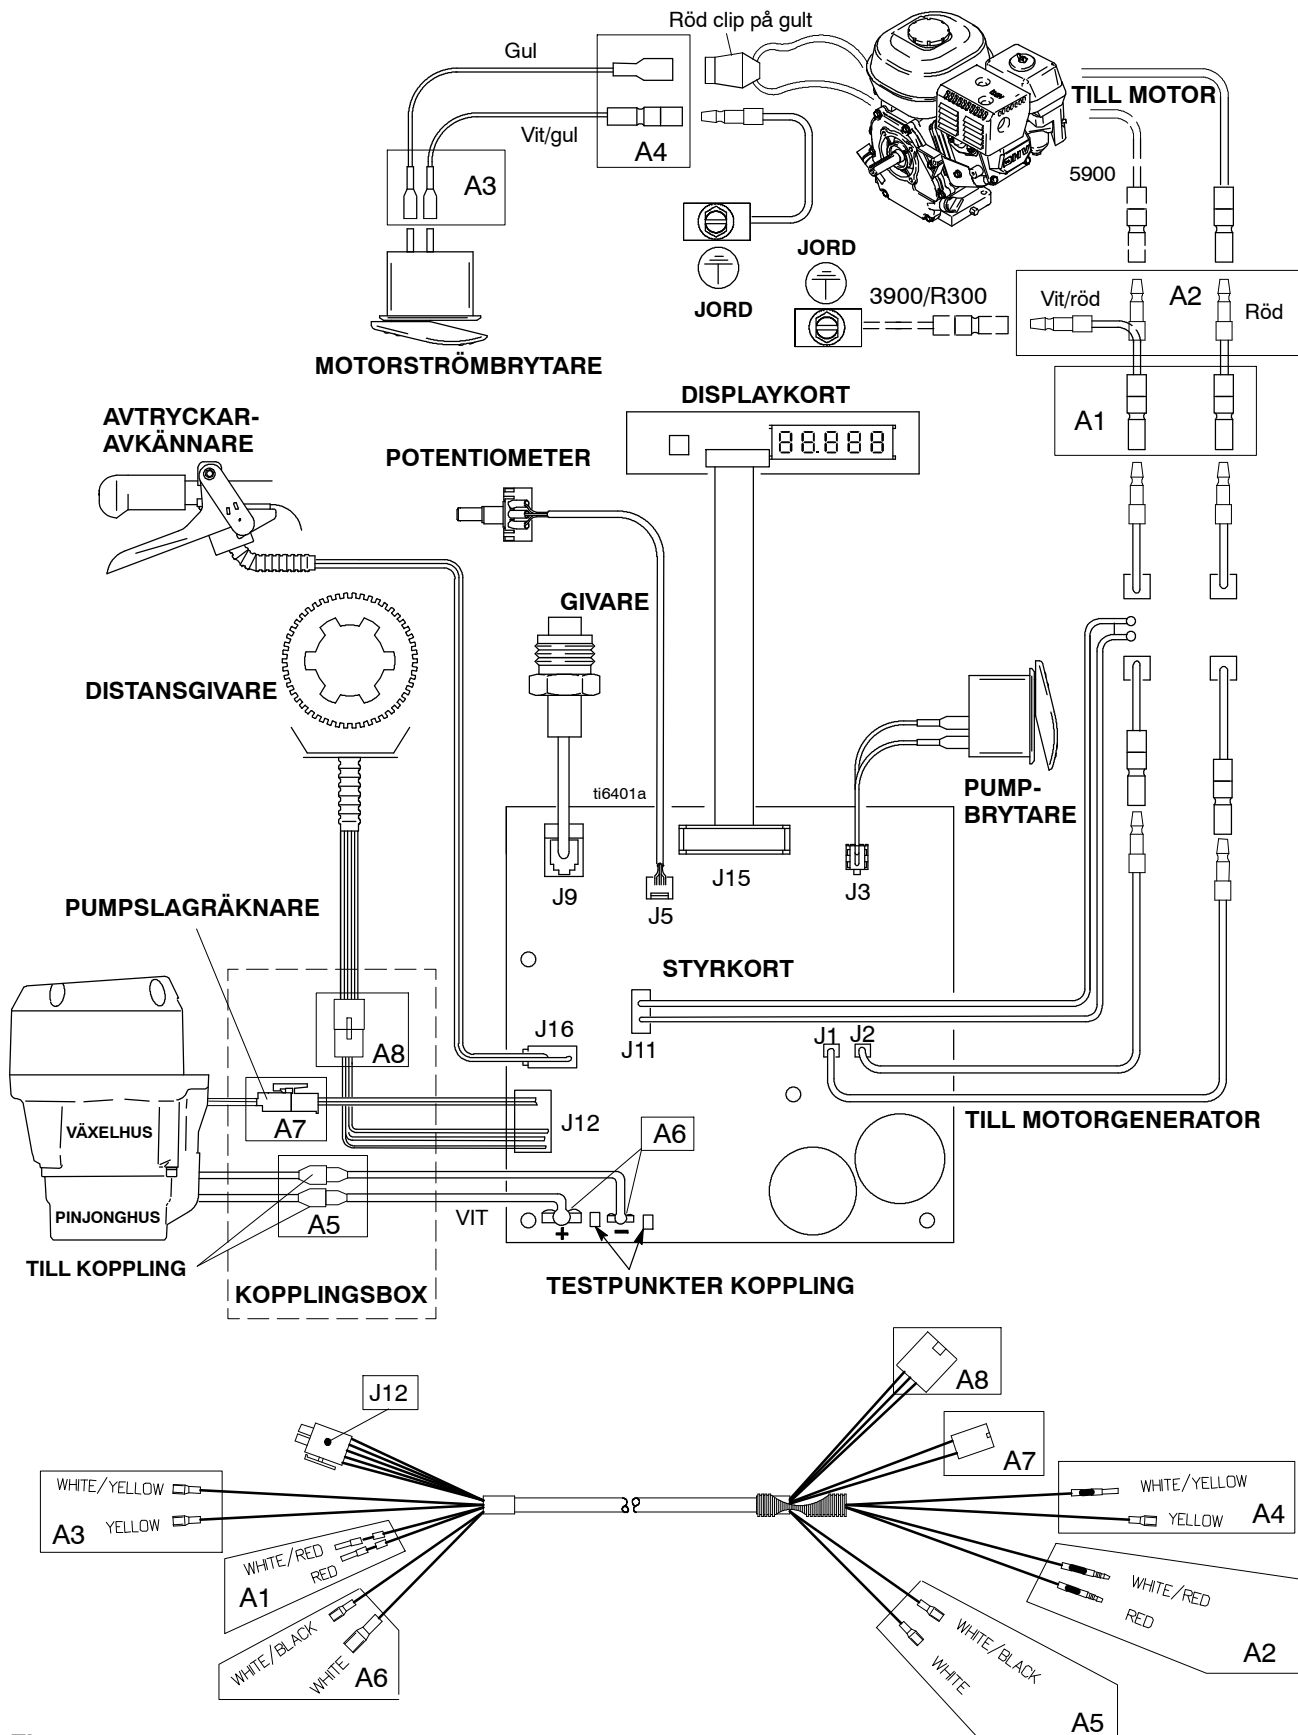 Röd clip på gult
Gul
TILL MOTOR
Vit/gul
A4
A3
5900
JORD
JORD
3900/R300
Vit/röd
A2
Röd
MOTORSTRÖMBRYTARE
DISPLAYKORT
A1
AVTRYCKAR-
AVKÄNNARE
88.888
POTENTIOMETER
GIVARE
DISTANSGIVARE
ti6401a
PUMP-
BRYTARE
J9
J5
J15
J3
PUMPSLAGRÄKNARE
STYRKORT
J16
J11
J1
J2
A8
A7
J12
A6
TILL MOTORGENERATOR
VÄXELHUS
PINJONGHUS
A5
VIT
+
−
TILL KOPPLING
KOPPLINGSBOX
TESTPUNKTER KOPPLING
A8
J12
A7
WHITE/YELLOW
YELLOW
A3
WHITE/YELLOW
YELLOW
A4
WHITE/RED
RED
A1
WHITE/RED
RED
A2
WHITE/BLACK
WHITE
A6
WHITE/BLACK
WHITE
A5